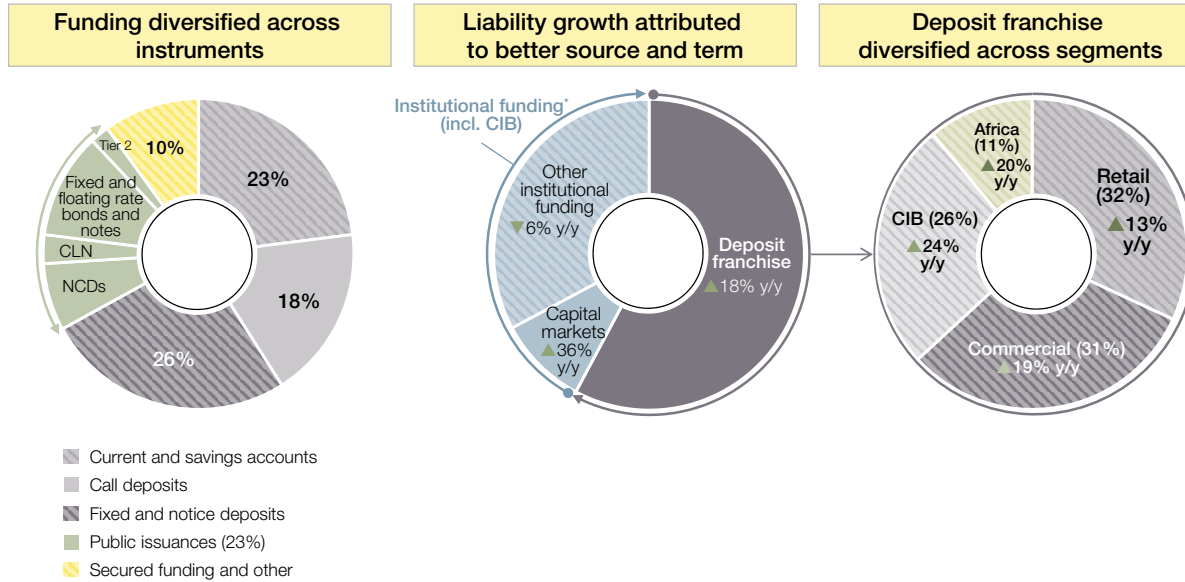 Funding diversified across
instruments
Liability growth attributed
to better source and term
Deposit franchise
diversified across segments
Tier 2
10%
23%
Fixed and
floating rate
bonds and
notes
CLN
NCDs
18%
26%
Institutional funding*
(incl. CIB)
Other
institutional
funding
▼6% y/y
Deposit
franchise
▲18% y/y
Capital
markets
▲36%
y/y
Africa
(11%)
▲20%
y/y
Retail
(32%)
▲13%
y/y
CIB (26%)
▲24%
y/y
Commercial (31%)
▲19% y/y
Current and savings accounts
Call deposits
Fixed and notice deposits
Public issuances (23%)
Secured funding and other